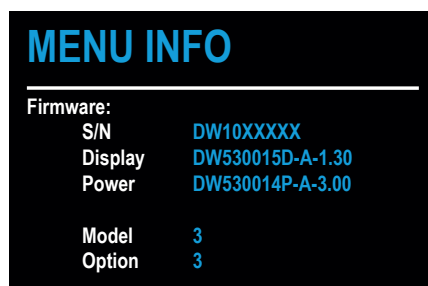 MENU INFO
Firmware:
S/N DW10XXXXX
Display DW530015D-A-1.30
Power DW530014P-A-3.00
Model 3
Option 3